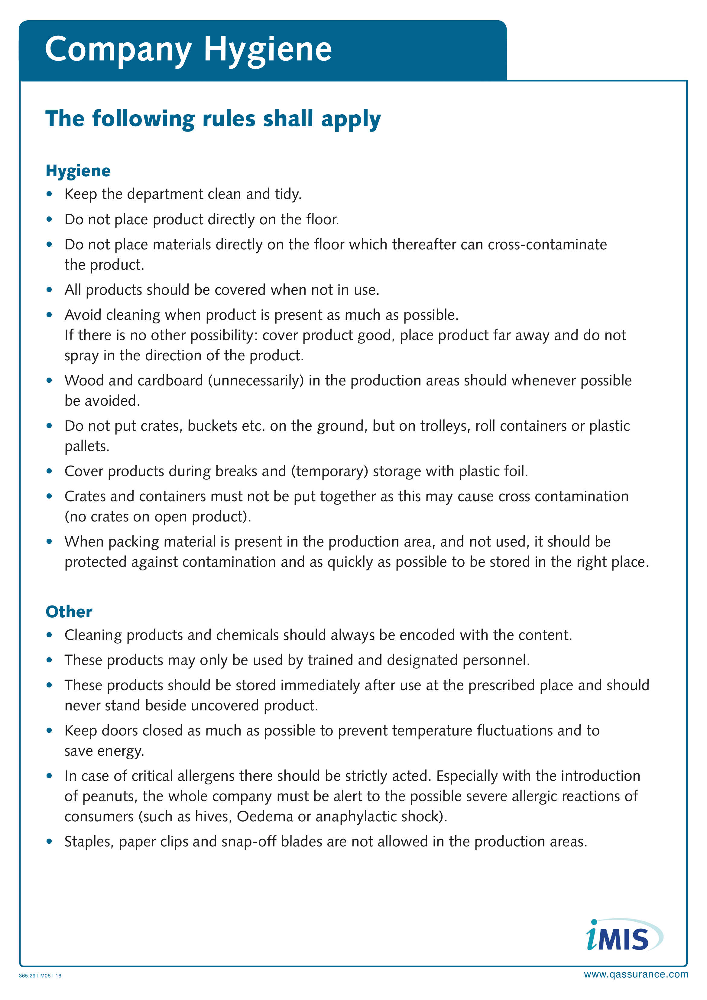 Company Hygiene
The following rules shall apply
Hygiene
• Keep the department clean and tidy.
• Do not place product directly on the floor.
• Do not place materials directly on the floor which thereafter can cross-contaminate
the product.
• All products should be covered when not in use.
• Avoid cleaning when product is present as much as possible.
If there is no other possibility: cover product good, place product far away and do not
spray in the direction of the product.
• Wood and cardboard (unnecessarily) in the production areas should whenever possible
be avoided.
• Do not put crates, buckets etc. on the ground, but on trolleys, roll containers or plastic
pallets.
• Cover products during breaks and (temporary) storage with plastic foil.
• Crates and containers must not be put together as this may cause cross contamination
(no crates on open product).
• When packing material is present in the production area, and not used, it should be
protected against contamination and as quickly as possible to be stored in the right place.
Other
• Cleaning products and chemicals should always be encoded with the content.
• These products may only be used by trained and designated personnel.
• These products should be stored immediately after use at the prescribed place and should
never stand beside uncovered product.
• Keep doors closed as much as possible to prevent temperature fluctuations and to
save energy.
• In case of critical allergens there should be strictly acted. Especially with the introduction
of peanuts, the whole company must be alert to the possible severe allergic reactions of
consumers (such as hives, Oedema or anaphylactic shock).
• Staples, paper clips and snap-off blades are not allowed in the production areas.
iMIS
365.29 | M06 | 16
www.qassurance.com